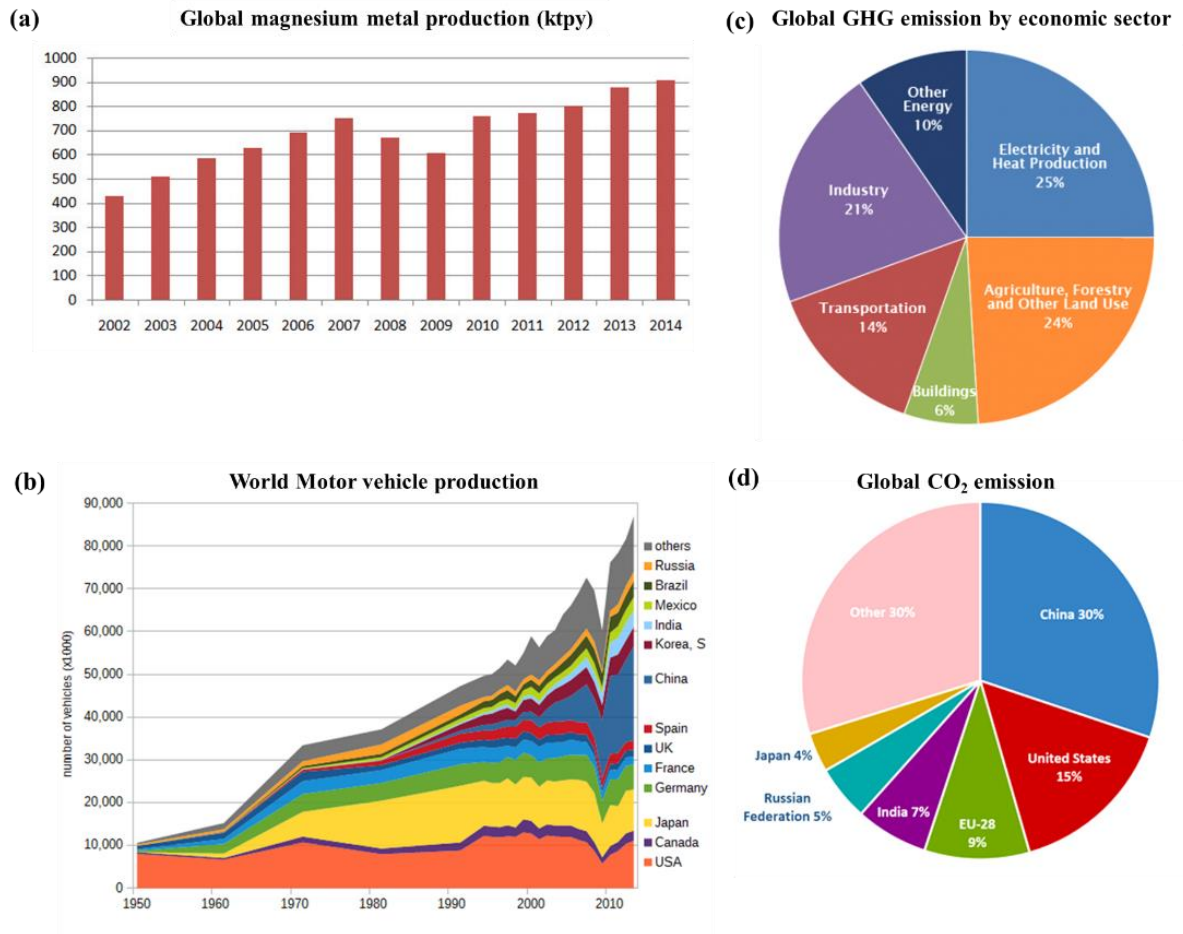 (a)
Global magnesium metal production (ktpy)
1000
900
800
700
600
500
400
300
200
100
0
2002 2003 2004 2005 2006 2007 2008 2009 2010 2011 2012 2013 2014
(c)
Global GHG emission by economic sector
Other
Energy
10%
Electricity and
Heat Production
25%
Industry
21%
Agriculture, Forestry
and Other Land Use
24%
Transportation
14%
Buildings
6%
(b)
World Motor vehicle production
number of vehicles (x1000)
90,000
80,000
70,000
60,000
50,000
40,000
30,000
20,000
10,000
0
1950 1960 1970 1980 1990 2000 2010
others
Russia
Brazil
Mexico
India
Korea, S
China
Spain
UK
France
Germany
Japan
Canada
USA
(d)
Global CO₂ emission
Other 30%
China 30%
Japan 4%
United States
15%
Russian
Federation 5%
India 7%
EU-28
9%